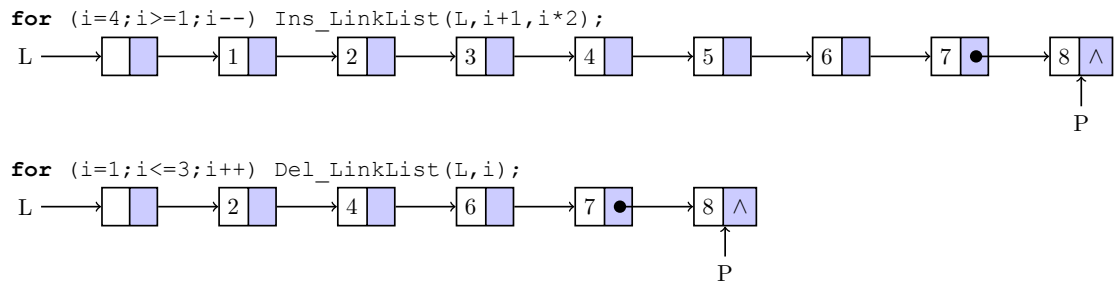 for (i=4;i>=1;i--) Ins_LinkList(L,i+1,i*2);
L 1 2 3 4 5 6 7 8 ∧
P
for (i=1;i<=3;i++) Del_LinkList(L,i);
L 2 4 6 7 8 ∧
P